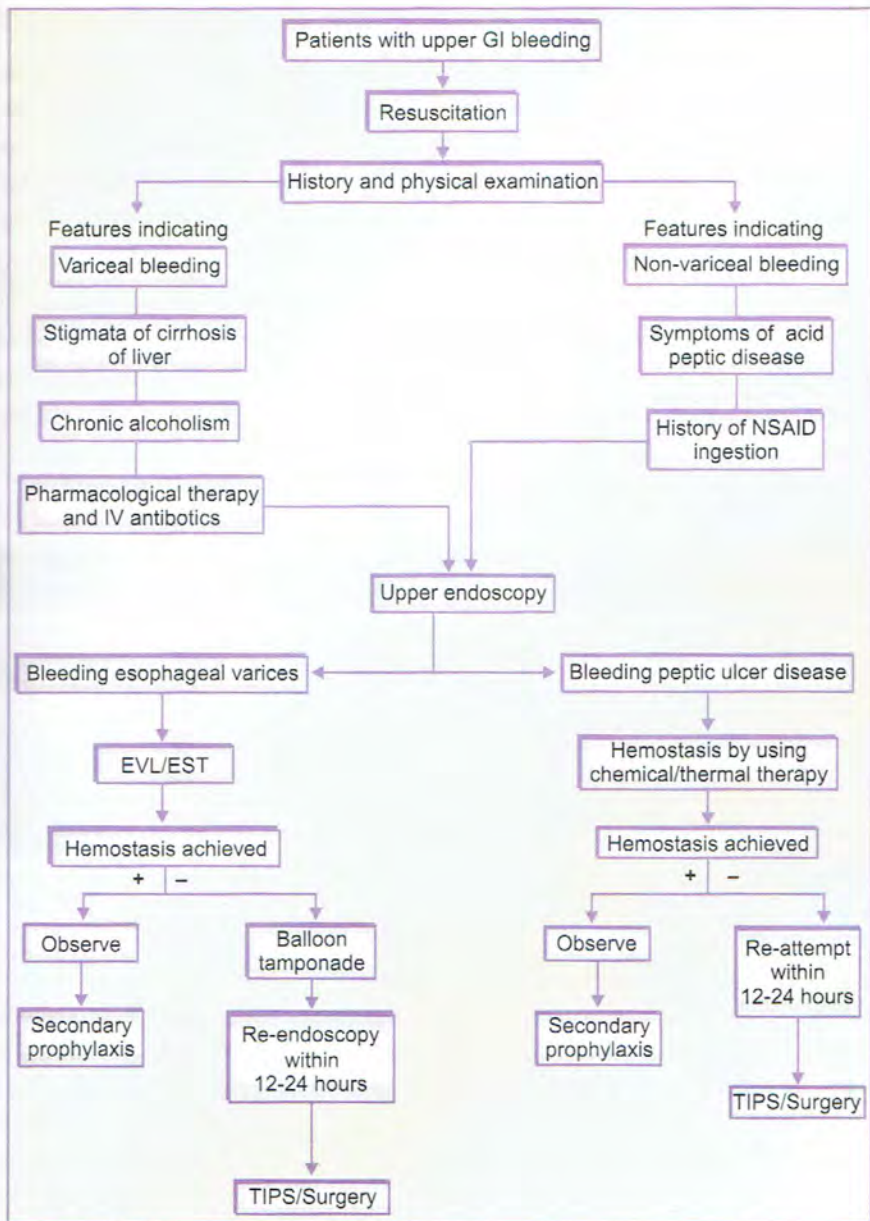 Patients with upper GI bleeding
Resuscitation
History and physical examination
Features indicating
Variceal bleeding
Stigmata of cirrhosis
of liver
Chronic alcoholism
Pharmacological therapy
and IV antibotics
Features indicating
Non-variceal bleeding
Symptoms of acid
peptic disease
History of NSAID
ingestion
Upper endoscopy
Bleeding esophageal varices
EVL/EST
Hemostasis achieved
+ –
Observe
Secondary
prophylaxis
Balloon
tamponade
Re-endoscopy
within
12-24 hours
TIPS/Surgery
Bleeding peptic ulcer disease
Hemostasis by using
chemical/thermal therapy
Hemostasis achieved
+ –
Observe
Secondary
prophylaxis
Re-attempt
within
12-24 hours
TIPS/Surgery